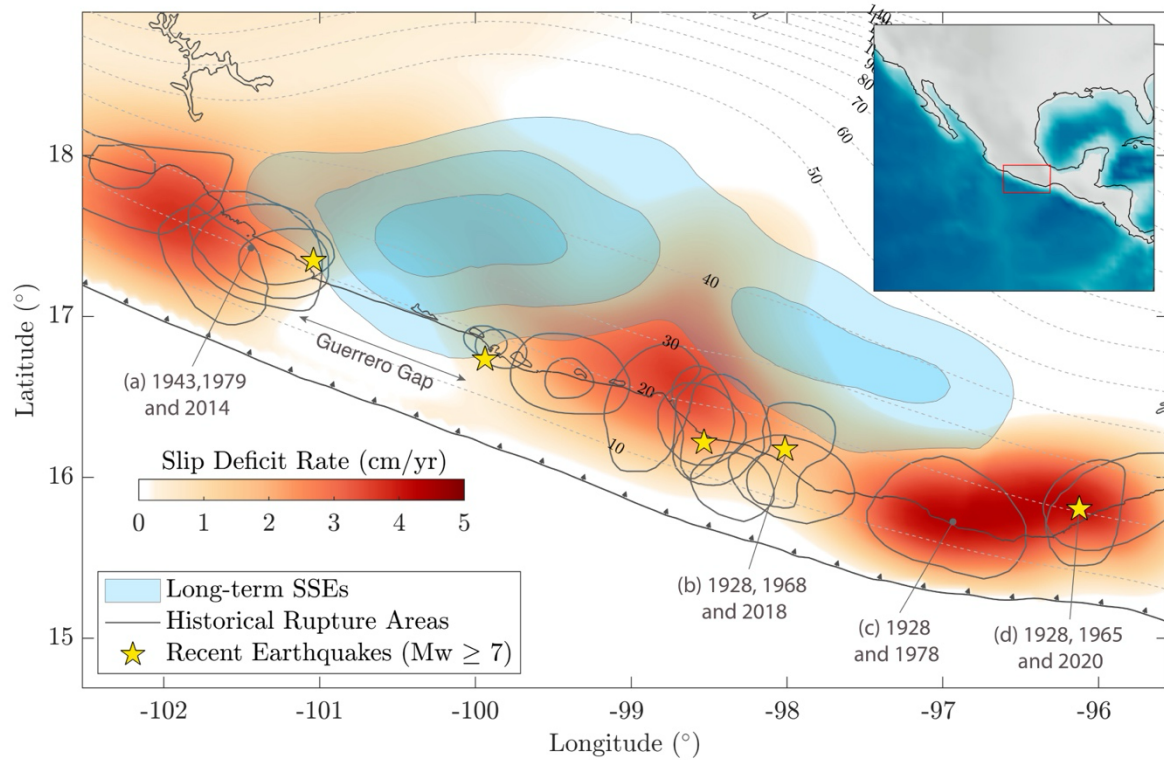 140
70
60
50
40
30
20
10
18
17
16
15
Latitude (°)
Guerrero Gap
(a) 1943,1979
and 2014
Slip Deficit Rate (cm/yr)
0 1 2 3 4 5
(b) 1928, 1968
and 2018
(c) 1928
and 1978
(d) 1928, 1965
and 2020
Long-term SSEs
Historical Rupture Areas
Recent Earthquakes (Mw ≥ 7)
-102 -101 -100 -99 -98 -97 -96
Longitude (°)